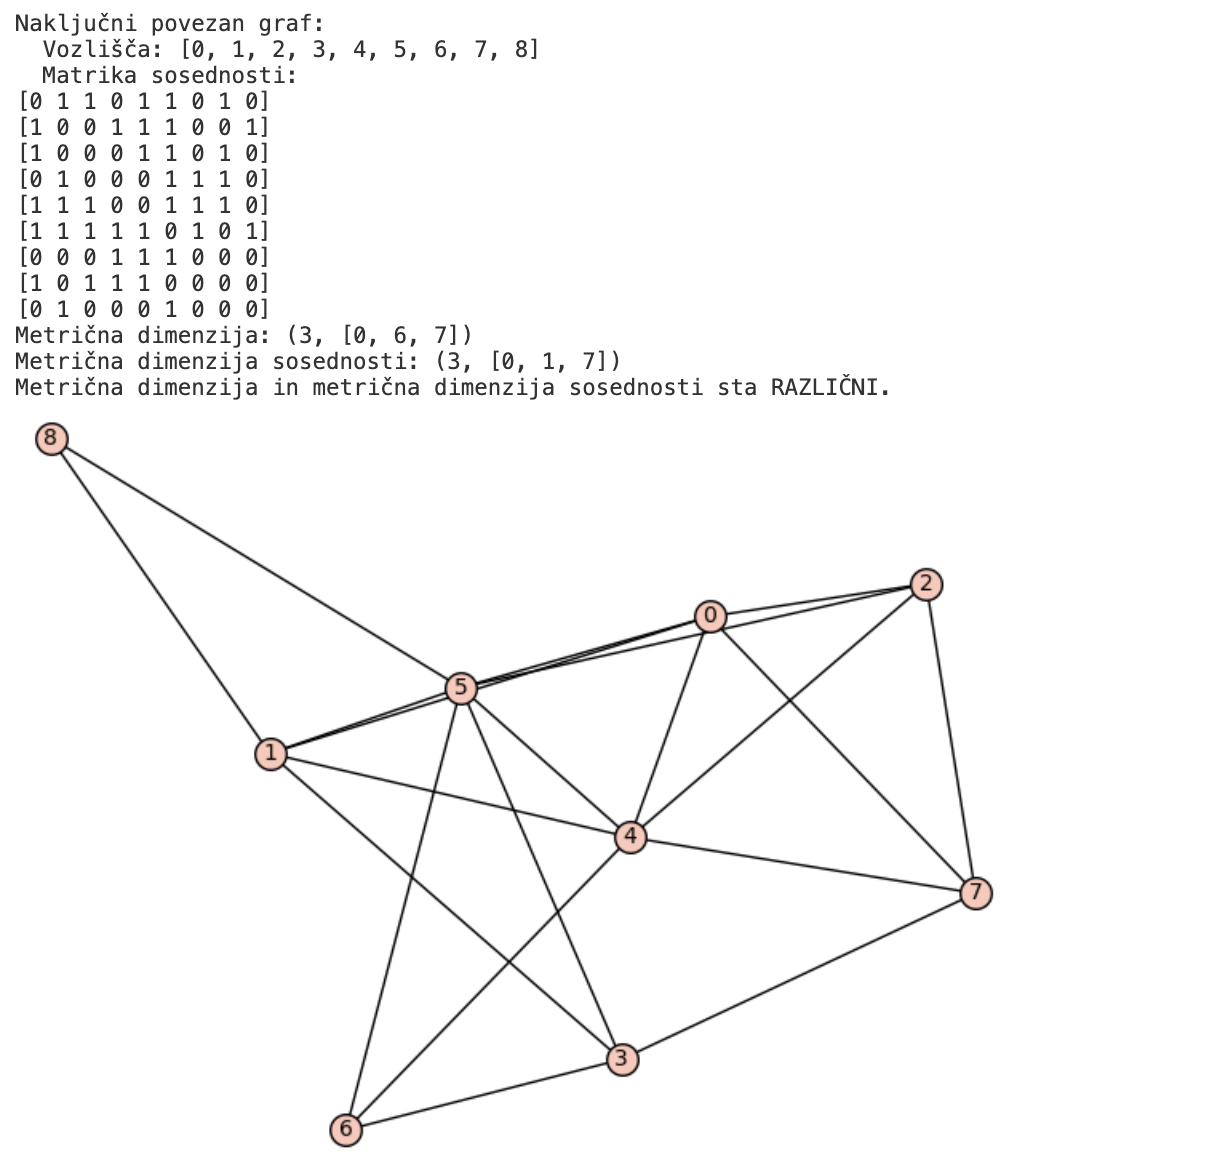 Naključni povezan graf:
Vozlišča: [0, 1, 2, 3, 4, 5, 6, 7, 8]
Matrika sosednosti:
[0 1 1 0 1 1 0 1 0]
[1 0 0 1 1 1 0 0 1]
[1 0 0 0 1 1 0 1 0]
[0 1 0 0 0 1 1 1 0]
[1 1 1 0 0 1 1 1 0]
[1 1 1 1 1 0 1 0 1]
[0 0 0 1 1 1 0 0 0]
[1 0 1 1 1 0 0 0 0]
[0 1 0 0 0 1 0 0 0]
Metrična dimenzija: (3, [0, 6, 7])
Metrična dimenzija sosednosti: (3, [0, 1, 7])
Metrična dimenzija in metrična dimenzija sosednosti sta RAZLIČNI.
8
2
0
5
1
4
7
3
6